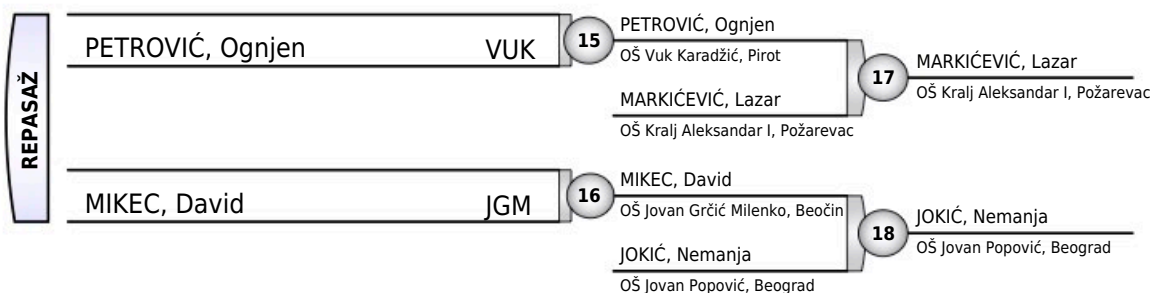 REPASAŽ
PETROVIĆ, Ognjen VUK
15
PETROVIĆ, Ognjen
OŠ Vuk Karadžić, Pirot
MARKIĆEVIĆ, Lazar
OŠ Kralj Aleksandar I, Požarevac
17
MARKIĆEVIĆ, Lazar
OŠ Kralj Aleksandar I, Požarevac
MIKEC, David JGM
16
MIKEC, David
OŠ Jovan Grčić Milenko, Beočin
JOKIĆ, Nemanja
OŠ Jovan Popović, Beograd
18
JOKIĆ, Nemanja
OŠ Jovan Popović, Beograd